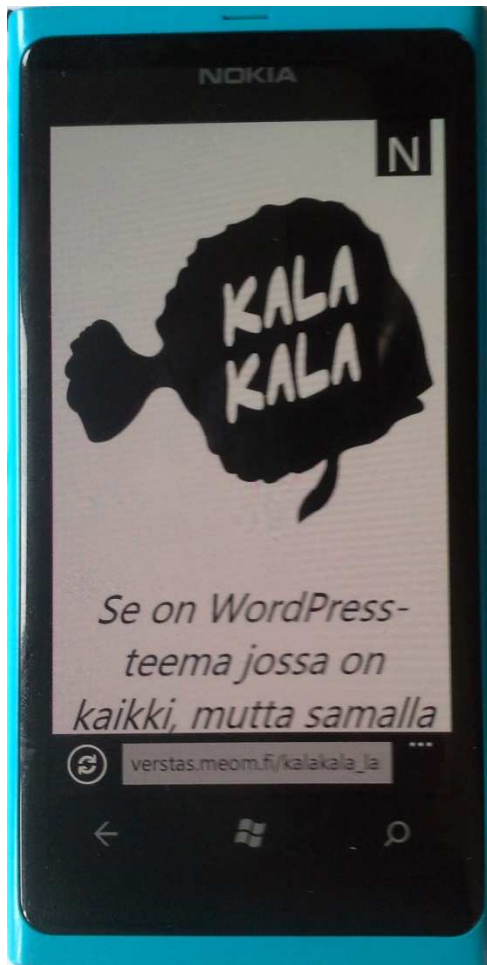 NOKIA
N
KALA
KALA
Se on WordPress-
teema jossa on
kaikki, mutta samalla
verstas.meom.fi/kalakala_la